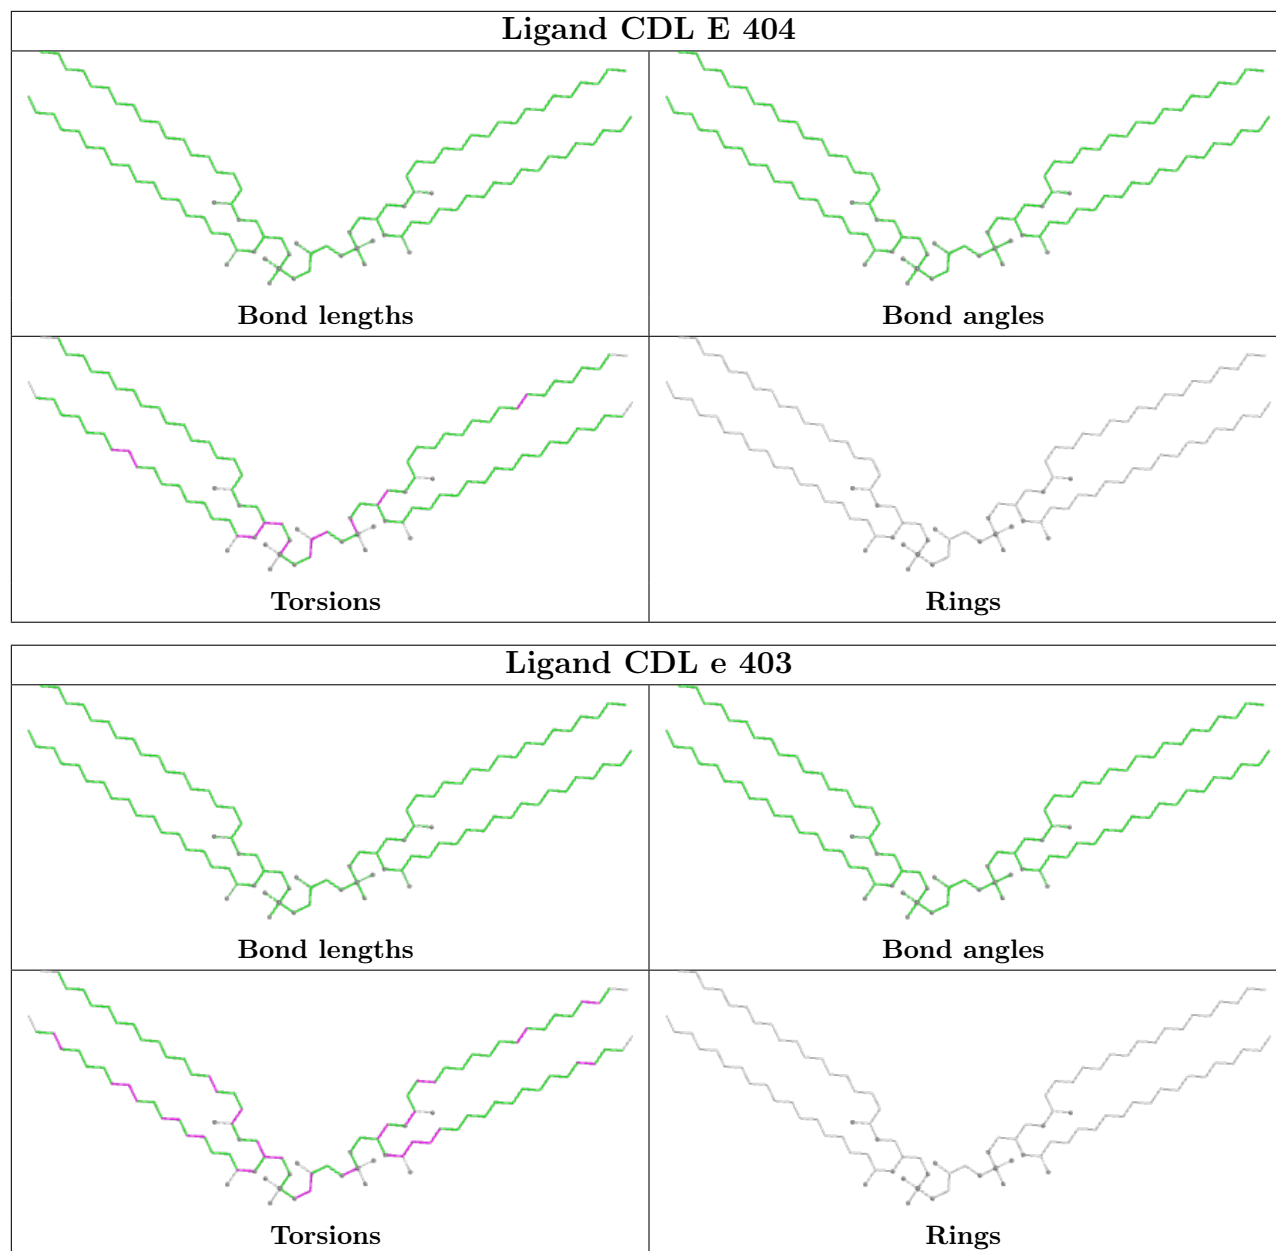 Ligand CDL E 404
Bond lengths
Bond angles
Torsions
Rings
Ligand CDL e 403
Bond lengths
Bond angles
Torsions
Rings